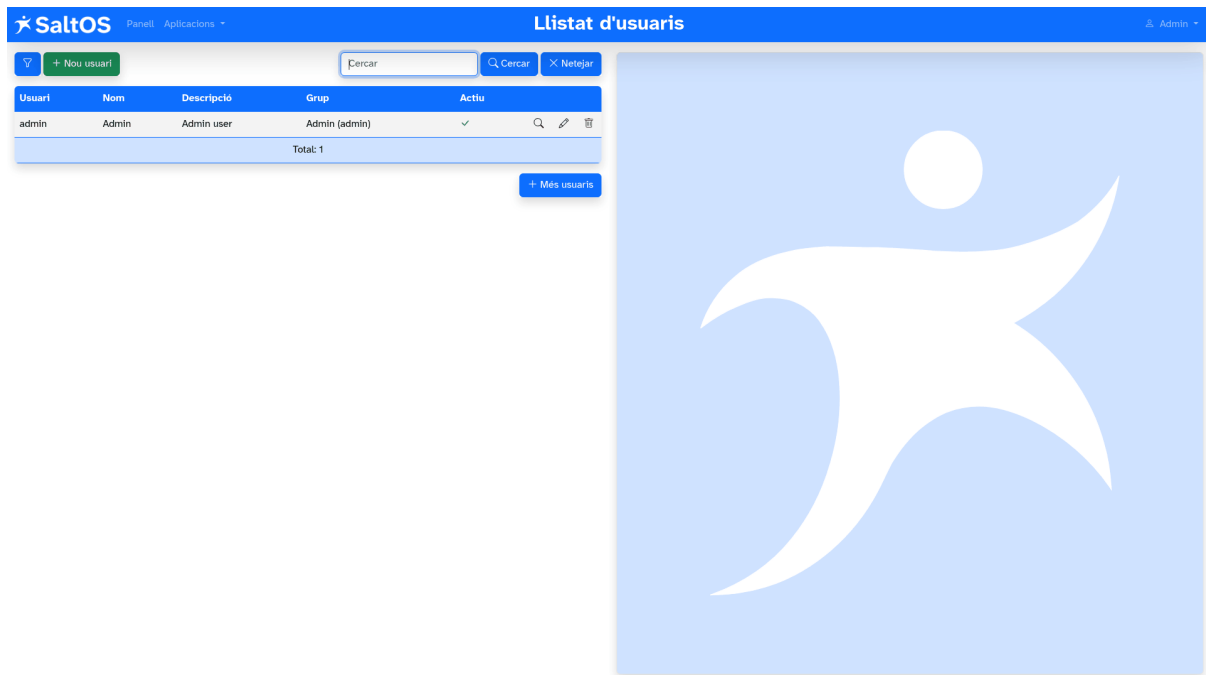 SaltOS Panell Aplicacions Llistat d'usuaris Admin
+ Nou usuari Cercar Cercar Netejar
Usuari Nom Descripció Grup Actiu
admin Admin Admin user Admin (admin)
Total: 1
+ Més usuaris